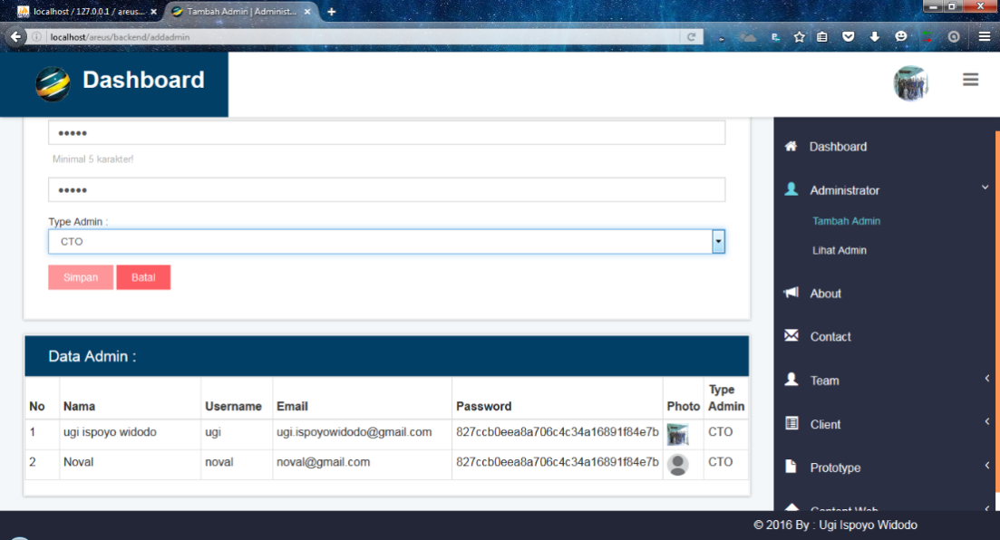 localhost / 127.0.0.1 / areus... × Tambah Admin | Administ... × +
localhost/areus/backend/addadmin
Dashboard
•••••
Minimal 5 karakter!
•••••
Type Admin :
CTO
Simpan Batal
Data Admin :
No Nama Username Email Password Photo Type Admin
1 ugi ispoyo widodo ugi ugi.ispoyowidodo@gmail.com 827ccb0eea8a706c4c34a16891f84e7b CTO
2 Noval noval noval@gmail.com 827ccb0eea8a706c4c34a16891f84e7b CTO
Dashboard
Administrator
Tambah Admin
Lihat Admin
About
Contact
Team
Client
Prototype
Content Web
© 2016 By : Ugi Ispoyo Widodo